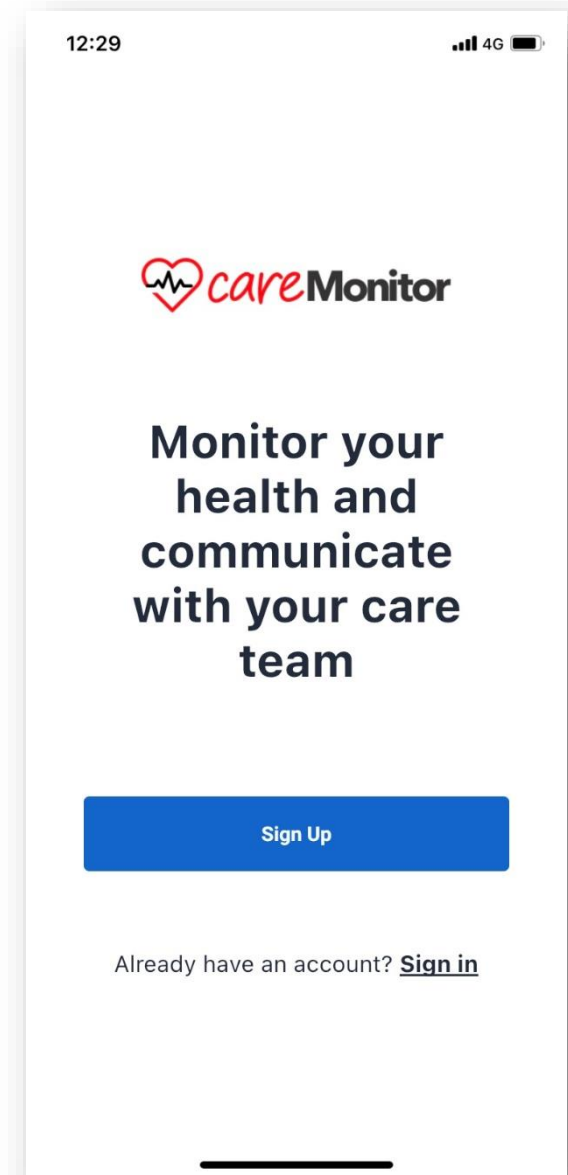 12:29 4G
careMonitor
Monitor your
health and
communicate
with your care
team
Sign Up
Already have an account? Sign in